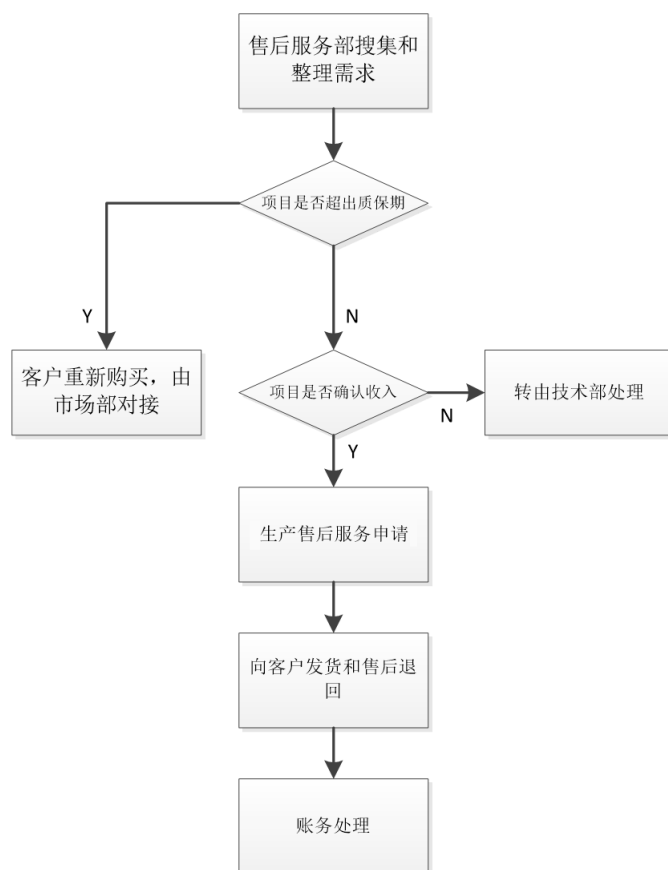 售后服务部搜集和
整理需求
项目是否超出质保期
Y
N
客户重新购买，由
市场部对接
项目是否确认收入
转由技术部处理
N
Y
生产售后服务申请
向客户发货和售后退
回
账务处理